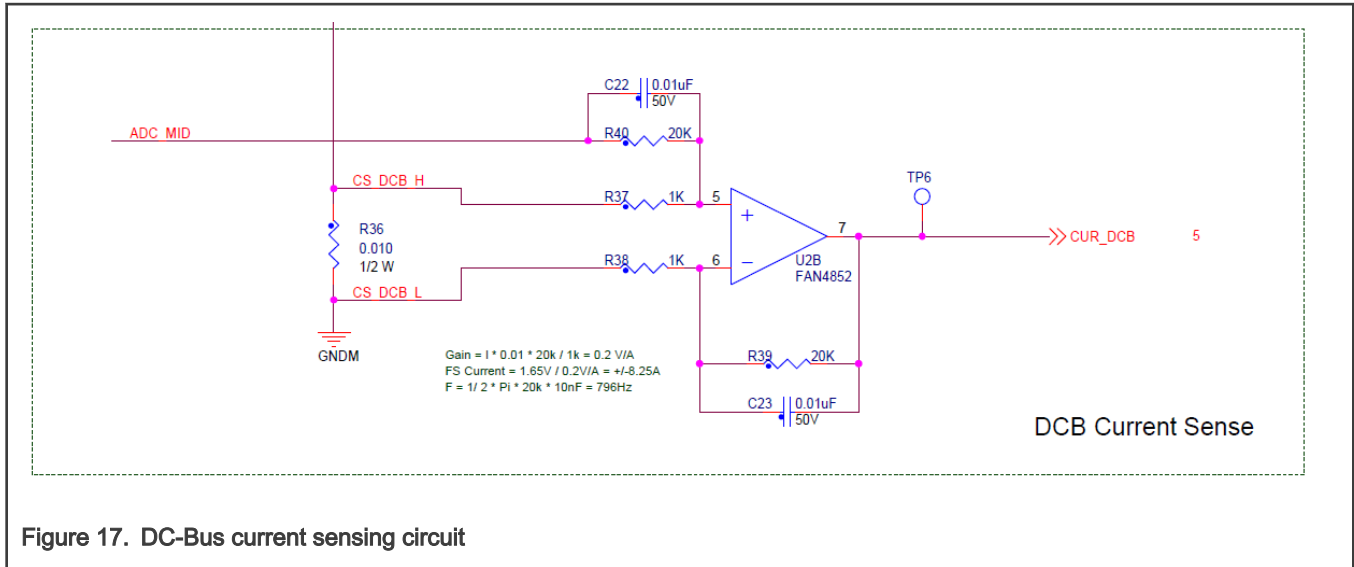 C22 0.01uF
50V
ADC_MID
R40 20K
CS_DCB_H
R37 1K 5
+
7
TP6
CUR_DCB 5
R36
0.010
1/2 W
R38 1K 6
−
U2B
FAN4852
CS_DCB_L
GNDM
Gain = I * 0.01 * 20k / 1k = 0.2 V/A
FS Current = 1.65V / 0.2V/A = +/-8.25A
F = 1/ 2 * Pi * 20k * 10nF = 796Hz
R39 20K
C23 0.01uF
50V
DCB Current Sense
Figure 17. DC-Bus current sensing circuit